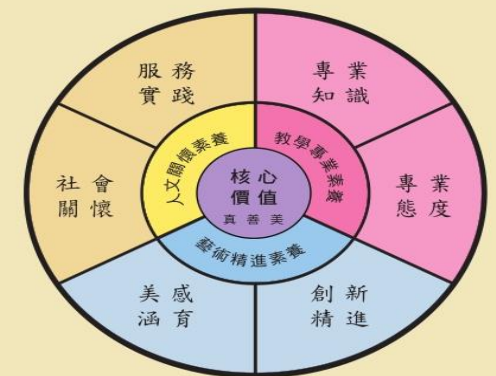 服務
實踐
專業
知識
人文關懷素養
教學專業素養
核心
價值
真善美
社會
關懷
專業
態度
藝術精進素養
美感
涵育
創新
精進